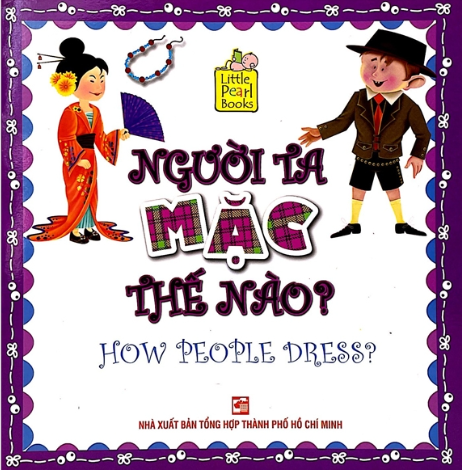 Little
Pearl
Books
NGƯỜI TA
MẶC
THẾ NÀO?
HOW PEOPLE DRESS?
NHÀ XUẤT BẢN TỔNG HỢP THÀNH PHỐ HỒ CHÍ MINH